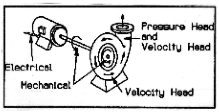 Pressure Head
and
Velocity Head
Electrical
Mechanical
Velocity Head